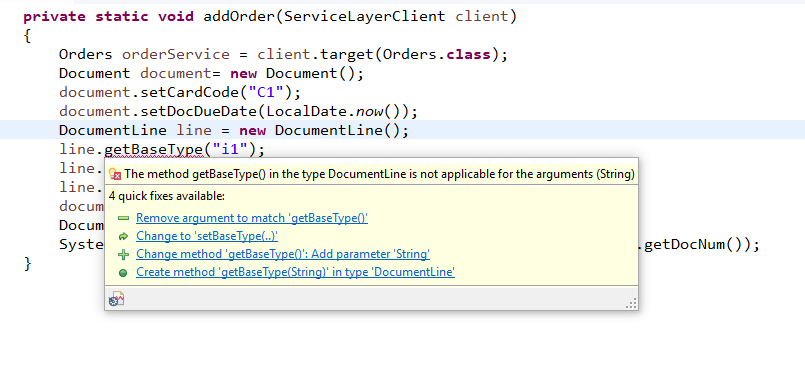 private static void addOrder(ServiceLayerClient client)
{
Orders orderService = client.target(Orders.class);
Document document= new Document();
document.setCardCode("C1");
document.setDocDueDate(LocalDate.now());
DocumentLine line = new DocumentLine();
line.getBaseType("i1");
line.
The method getBaseType() in the type DocumentLine is not applicable for the arguments (String)
line.
4 quick fixes available:
docum
Remove argument to match 'getBaseType()'
Docum
Change to 'setBaseType(..)'
Syste
.getDocNum());
Change method 'getBaseType()': Add parameter 'String'
}
Create method 'getBaseType(String)' in type 'DocumentLine'